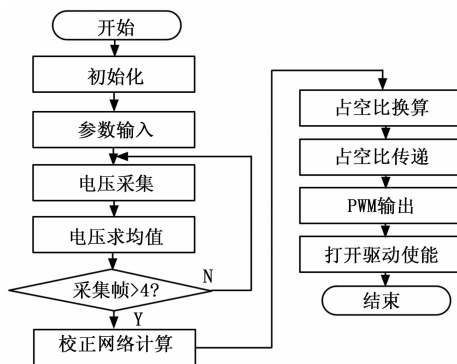 开始
初始化
参数输入
电压采集
电压求均值
采集帧>4?
N
Y
校正网络计算
占空比换算
占空比传递
PWM输出
打开驱动使能
结束